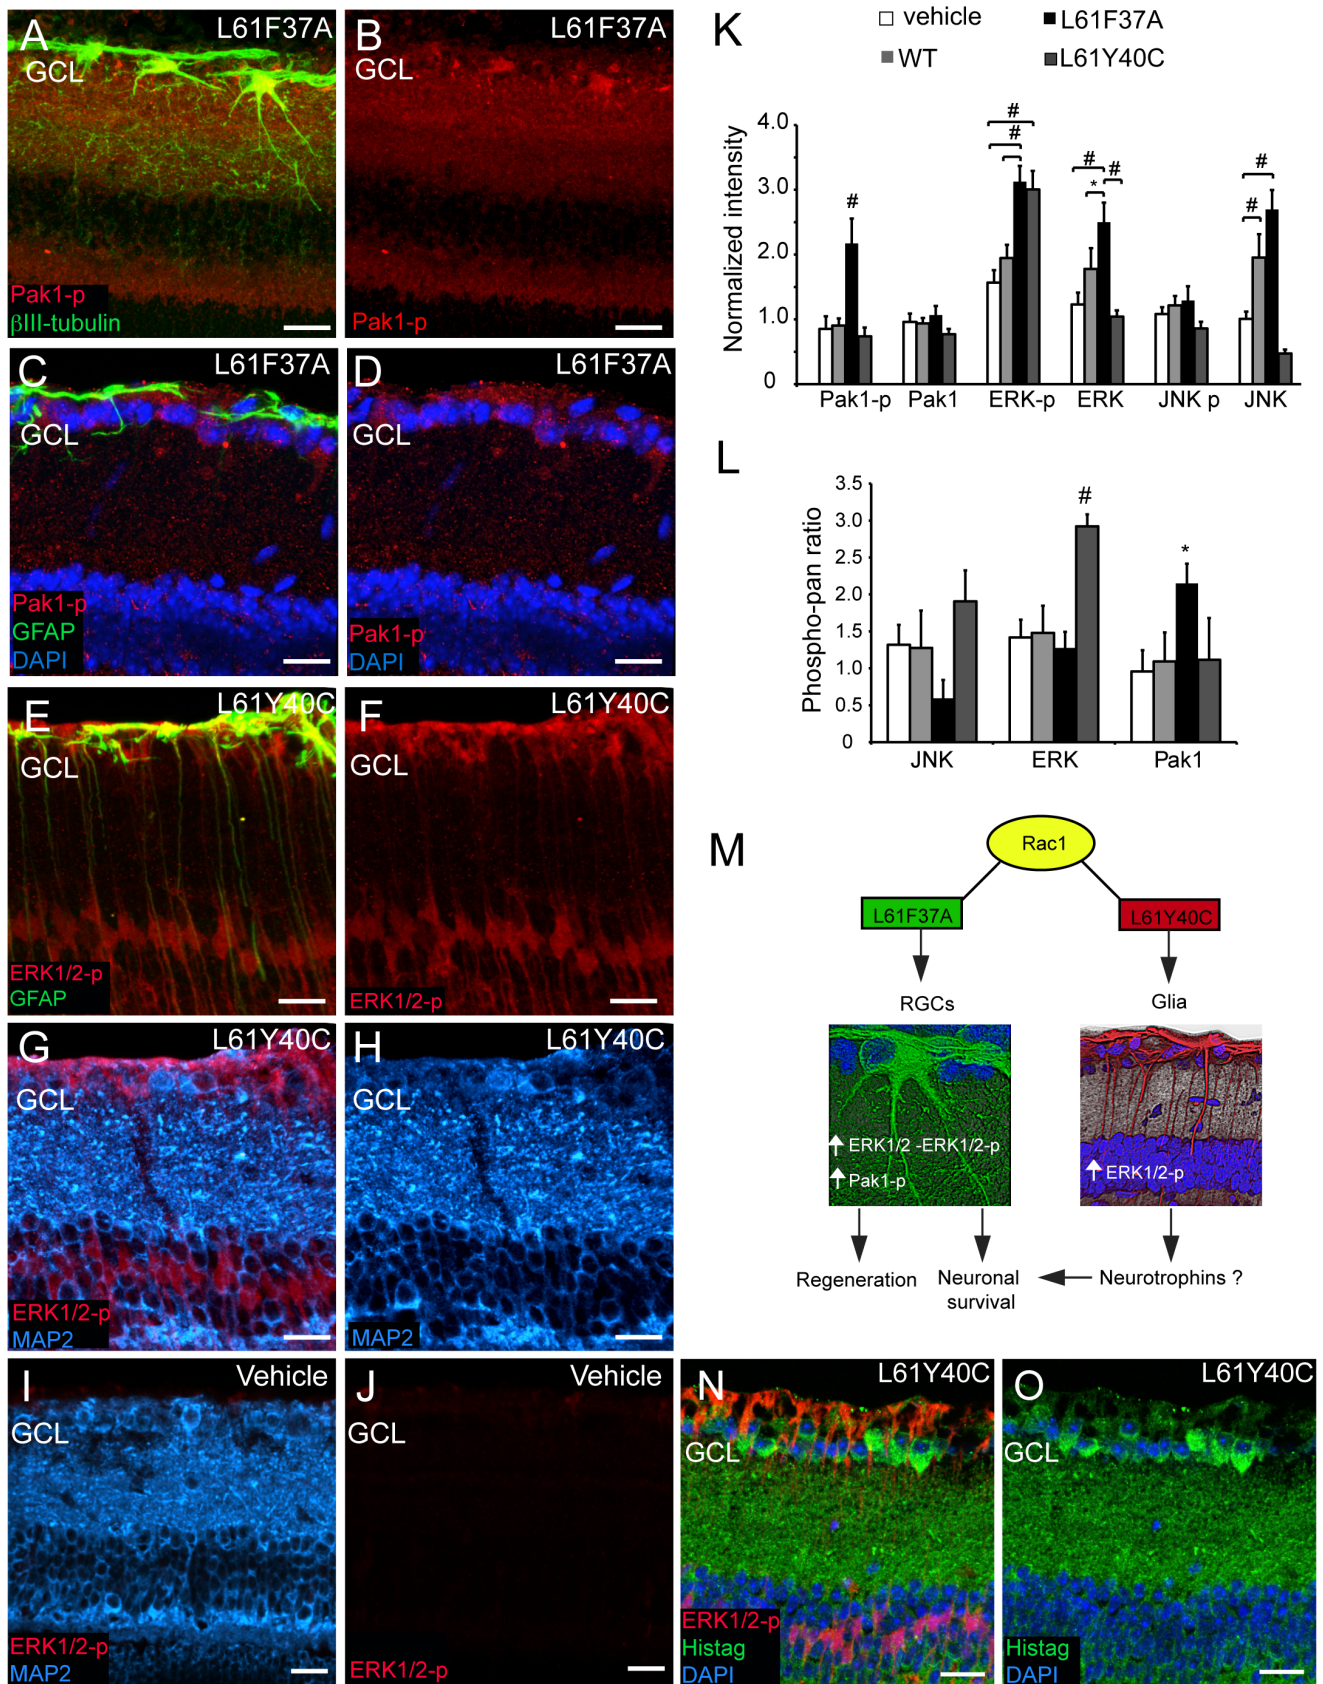 A
L61F37A
GCL
Pak1-p
βIII-tubulin
B
L61F37A
GCL
Pak1-p
C
L61F37A
GCL
Pak1-p
GFAP
DAPI
D
L61F37A
GCL
Pak1-p
DAPI
E
L61Y40C
GCL
ERK1/2-p
GFAP
F
L61Y40C
GCL
ERK1/2-p
G
L61Y40C
GCL
ERK1/2-p
MAP2
H
L61Y40C
GCL
MAP2
I
Vehicle
GCL
ERK1/2-p
MAP2
J
Vehicle
GCL
ERK1/2-p
K
vehicle
L61F37A
WT
L61Y40C
Normalized intensity
4.0
3.0
2.0
1.0
0
#
#
#
#
*
#
#
#
Pak1-p Pak1 ERK-p ERK JNK p JNK
L
Phospho-pan ratio
3.5
3.0
2.5
2.0
1.5
1.0
0.5
0
#
*
JNK ERK Pak1
M
Rac1
L61F37A
L61Y40C
RGCs
Glia
ERK1/2 -ERK1/2-p
Pak1-p
ERK1/2-p
Regeneration
Neuronal
survival
Neurotrophins ?
N
L61Y40C
GCL
ERK1/2-p
Histag
DAPI
O
L61Y40C
GCL
Histag
DAPI